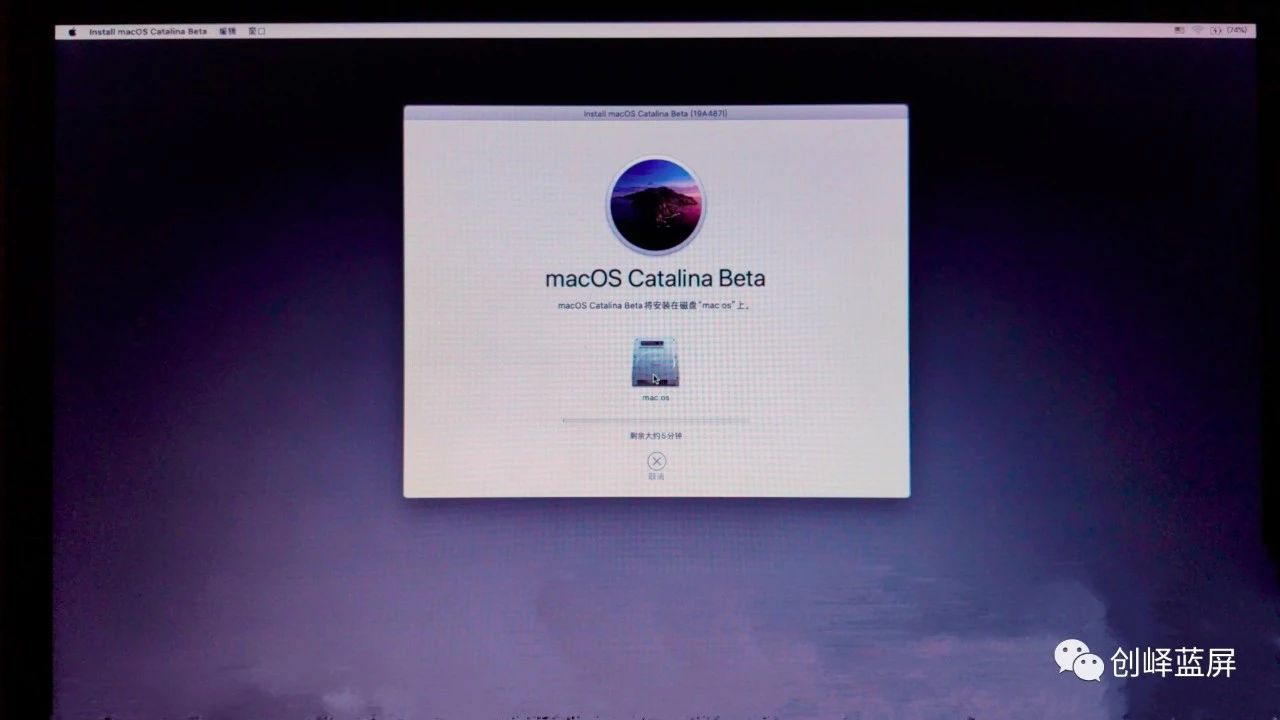 Install macOS Catalina Beta 编辑 窗口 (74%)
Install macOS Catalina Beta (19A487l)
macOS Catalina Beta
macOS Catalina Beta 将安装在磁盘“mac os”上。
mac os
剩余大约5分钟
取消
创峄蓝屏